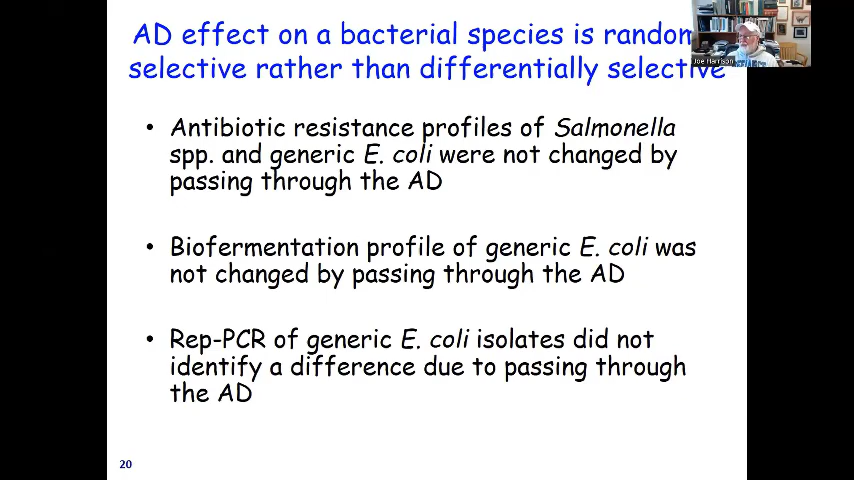 AD effect on a bacterial species is random
selective rather than differentially selective
Joe Harrison
• Antibiotic resistance profiles of Salmonella
spp. and generic E. coli were not changed by
passing through the AD
• Biofermentation profile of generic E. coli was
not changed by passing through the AD
• Rep-PCR of generic E. coli isolates did not
identify a difference due to passing through
the AD
20